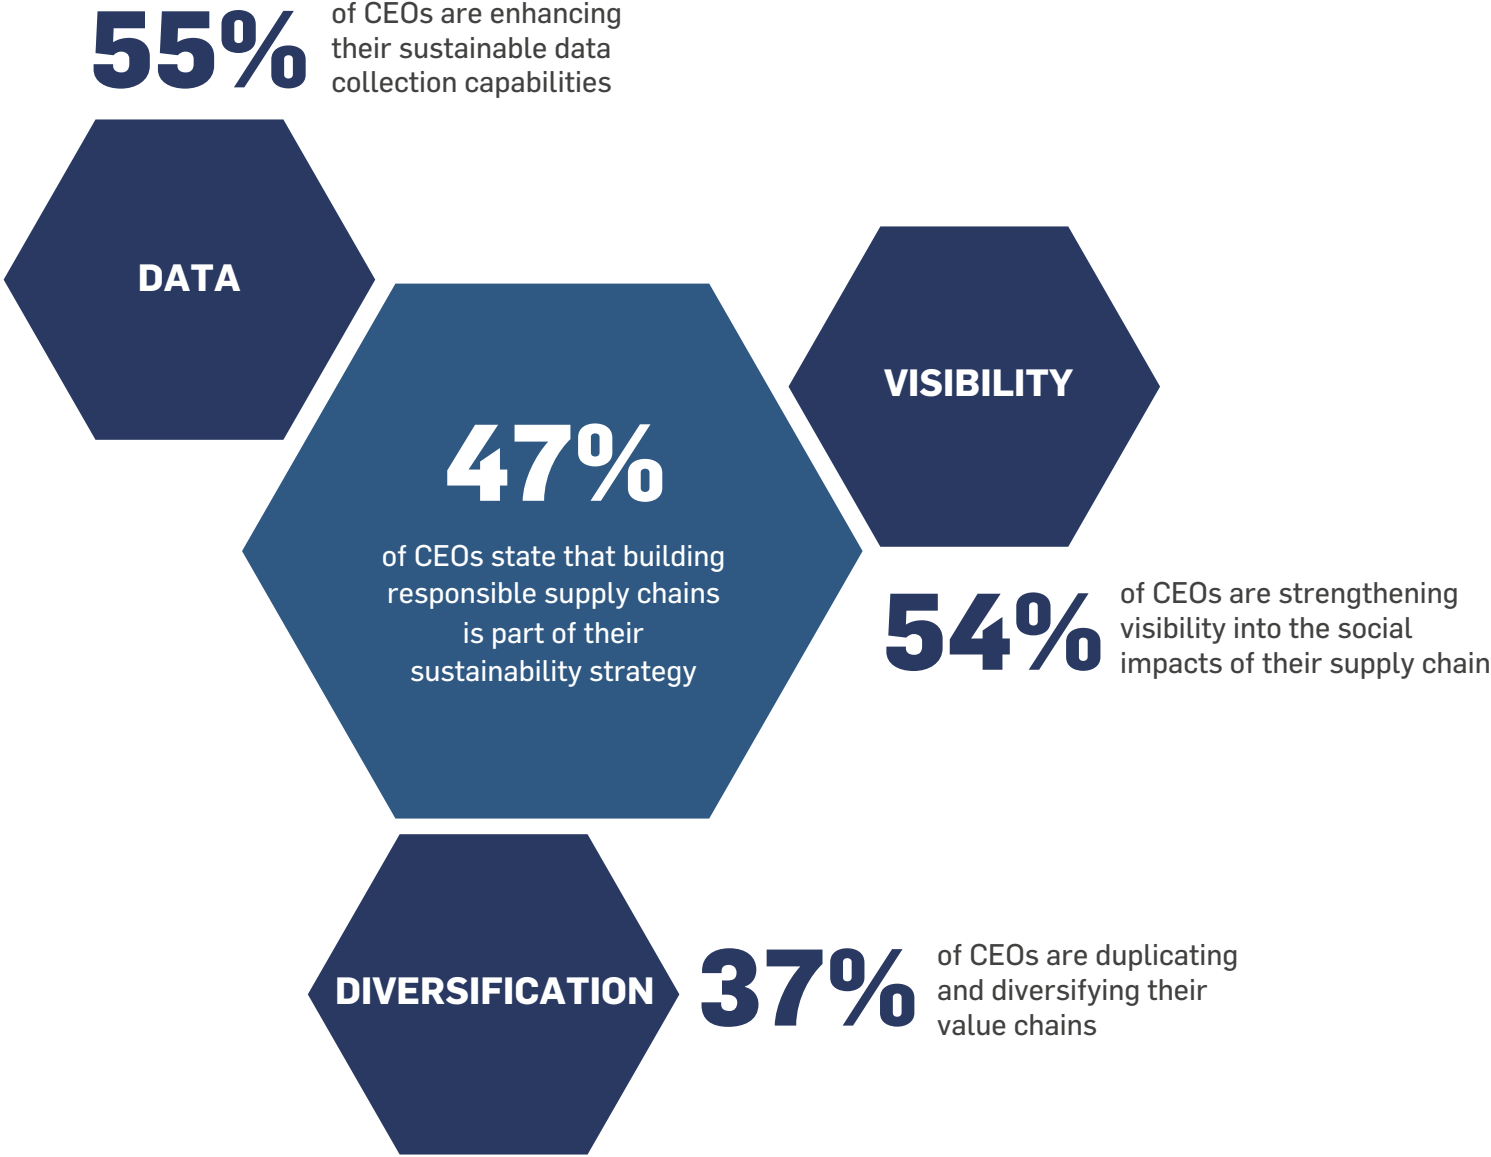 55%
of CEOs are enhancing
their sustainable data
collection capabilities
DATA
VISIBILITY
47%
of CEOs state that building
responsible supply chains
is part of their
sustainability strategy
54%
of CEOs are strengthening
visibility into the social
impacts of their supply chain
DIVERSIFICATION
37%
of CEOs are duplicating
and diversifying their
value chains